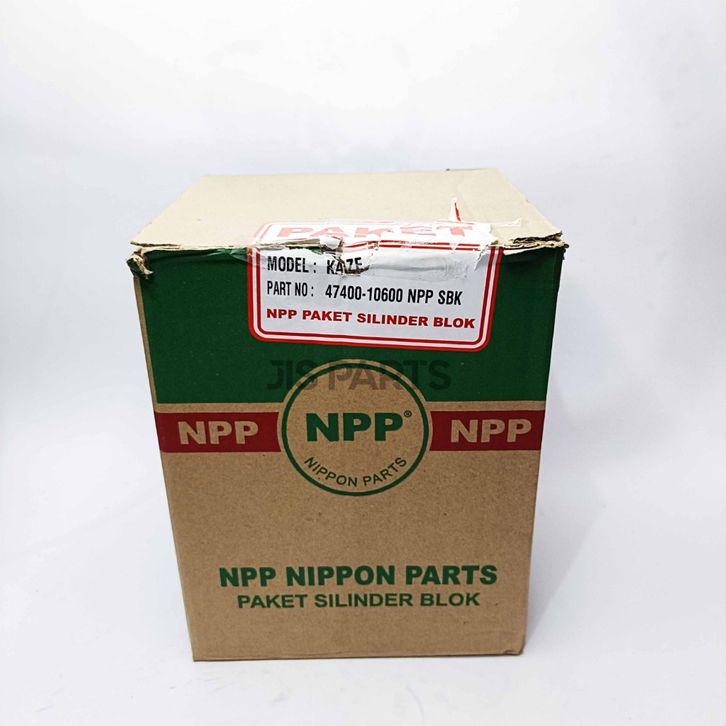 PAKET
MODEL : KAZE
PART NO : 47400-10600 NPP SBK
NPP PAKET SILINDER BLOK
JIS PARTS
NPP
NPP®
NPP
NIPPON PARTS
NPP NIPPON PARTS
PAKET SILINDER BLOK